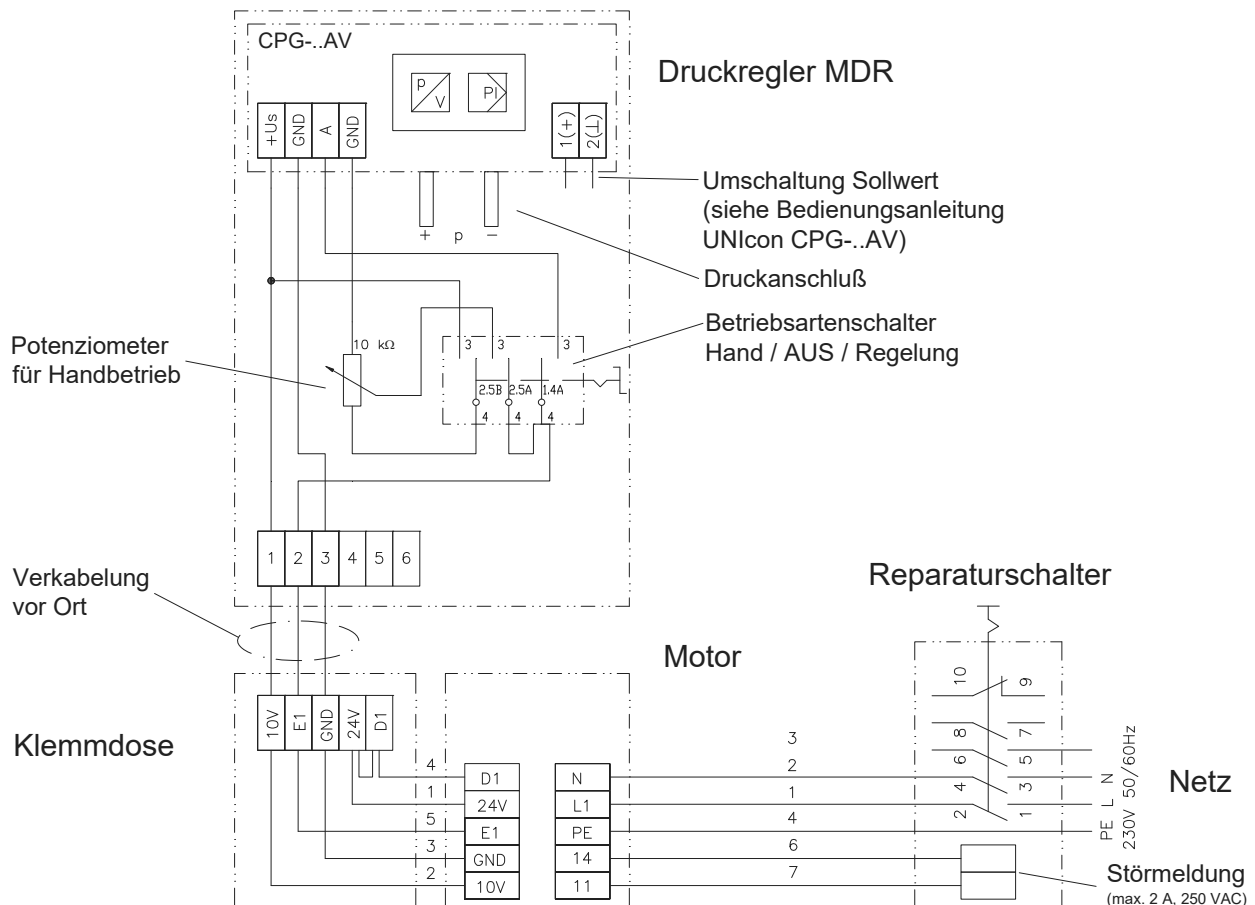 CPG-..AV
Druckregler MDR
p
V
PI
+Us
GND
A
GND
1(+)
2(⊥)
Umschaltung Sollwert
(siehe Bedienungsanleitung
UNIcon CPG-..AV)
+ p -
Druckanschluß
Betriebsartenschalter
Hand / AUS / Regelung
Potenziometer
für Handbetrieb
10 kΩ
3 3 3
2.5B 2.5A 1.4A
4 4 4
1 2 3 4 5 6
Verkabelung
vor Ort
Reparaturschalter
Motor
10 9
8 7
6 5
4 3
2 1
Klemmdose
10V
E1
GND
24V
D1
4
1
5
3
2
D1
24V
E1
GND
10V
N
L1
PE
14
11
3
2
1
4
6
7
PE L N
230V 50/60Hz
Netz
Störmeldung
(max. 2 A, 250 VAC)